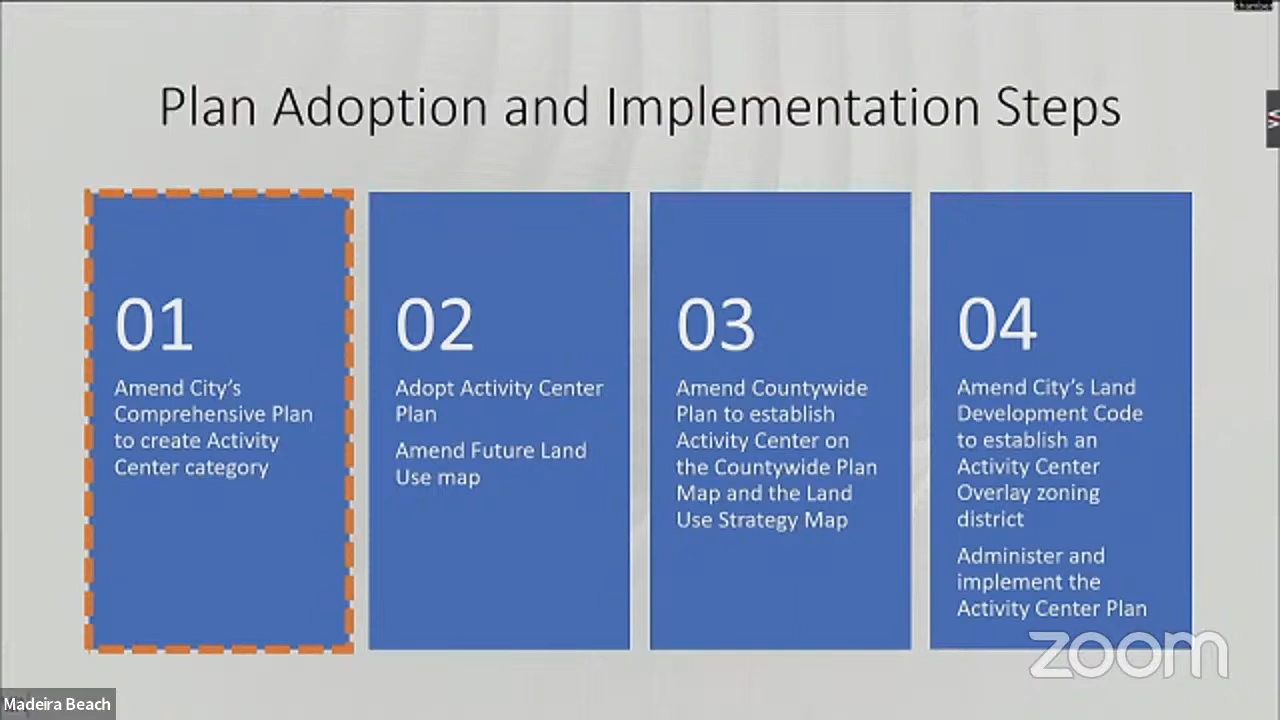 Plan Adoption and Implementation Steps
01
Amend City's
Comprehensive Plan
to create Activity
Center category
02
Adopt Activity Center
Plan
Amend Future Land
Use map
03
Amend Countywide
Plan to establish
Activity Center on
the Countywide Plan
Map and the Land
Use Strategy Map
04
Amend City's Land
Development Code
to establish an
Activity Center
Overlay zoning
district
Administer and
implement the
Activity Center Plan
zoom
Madeira Beach